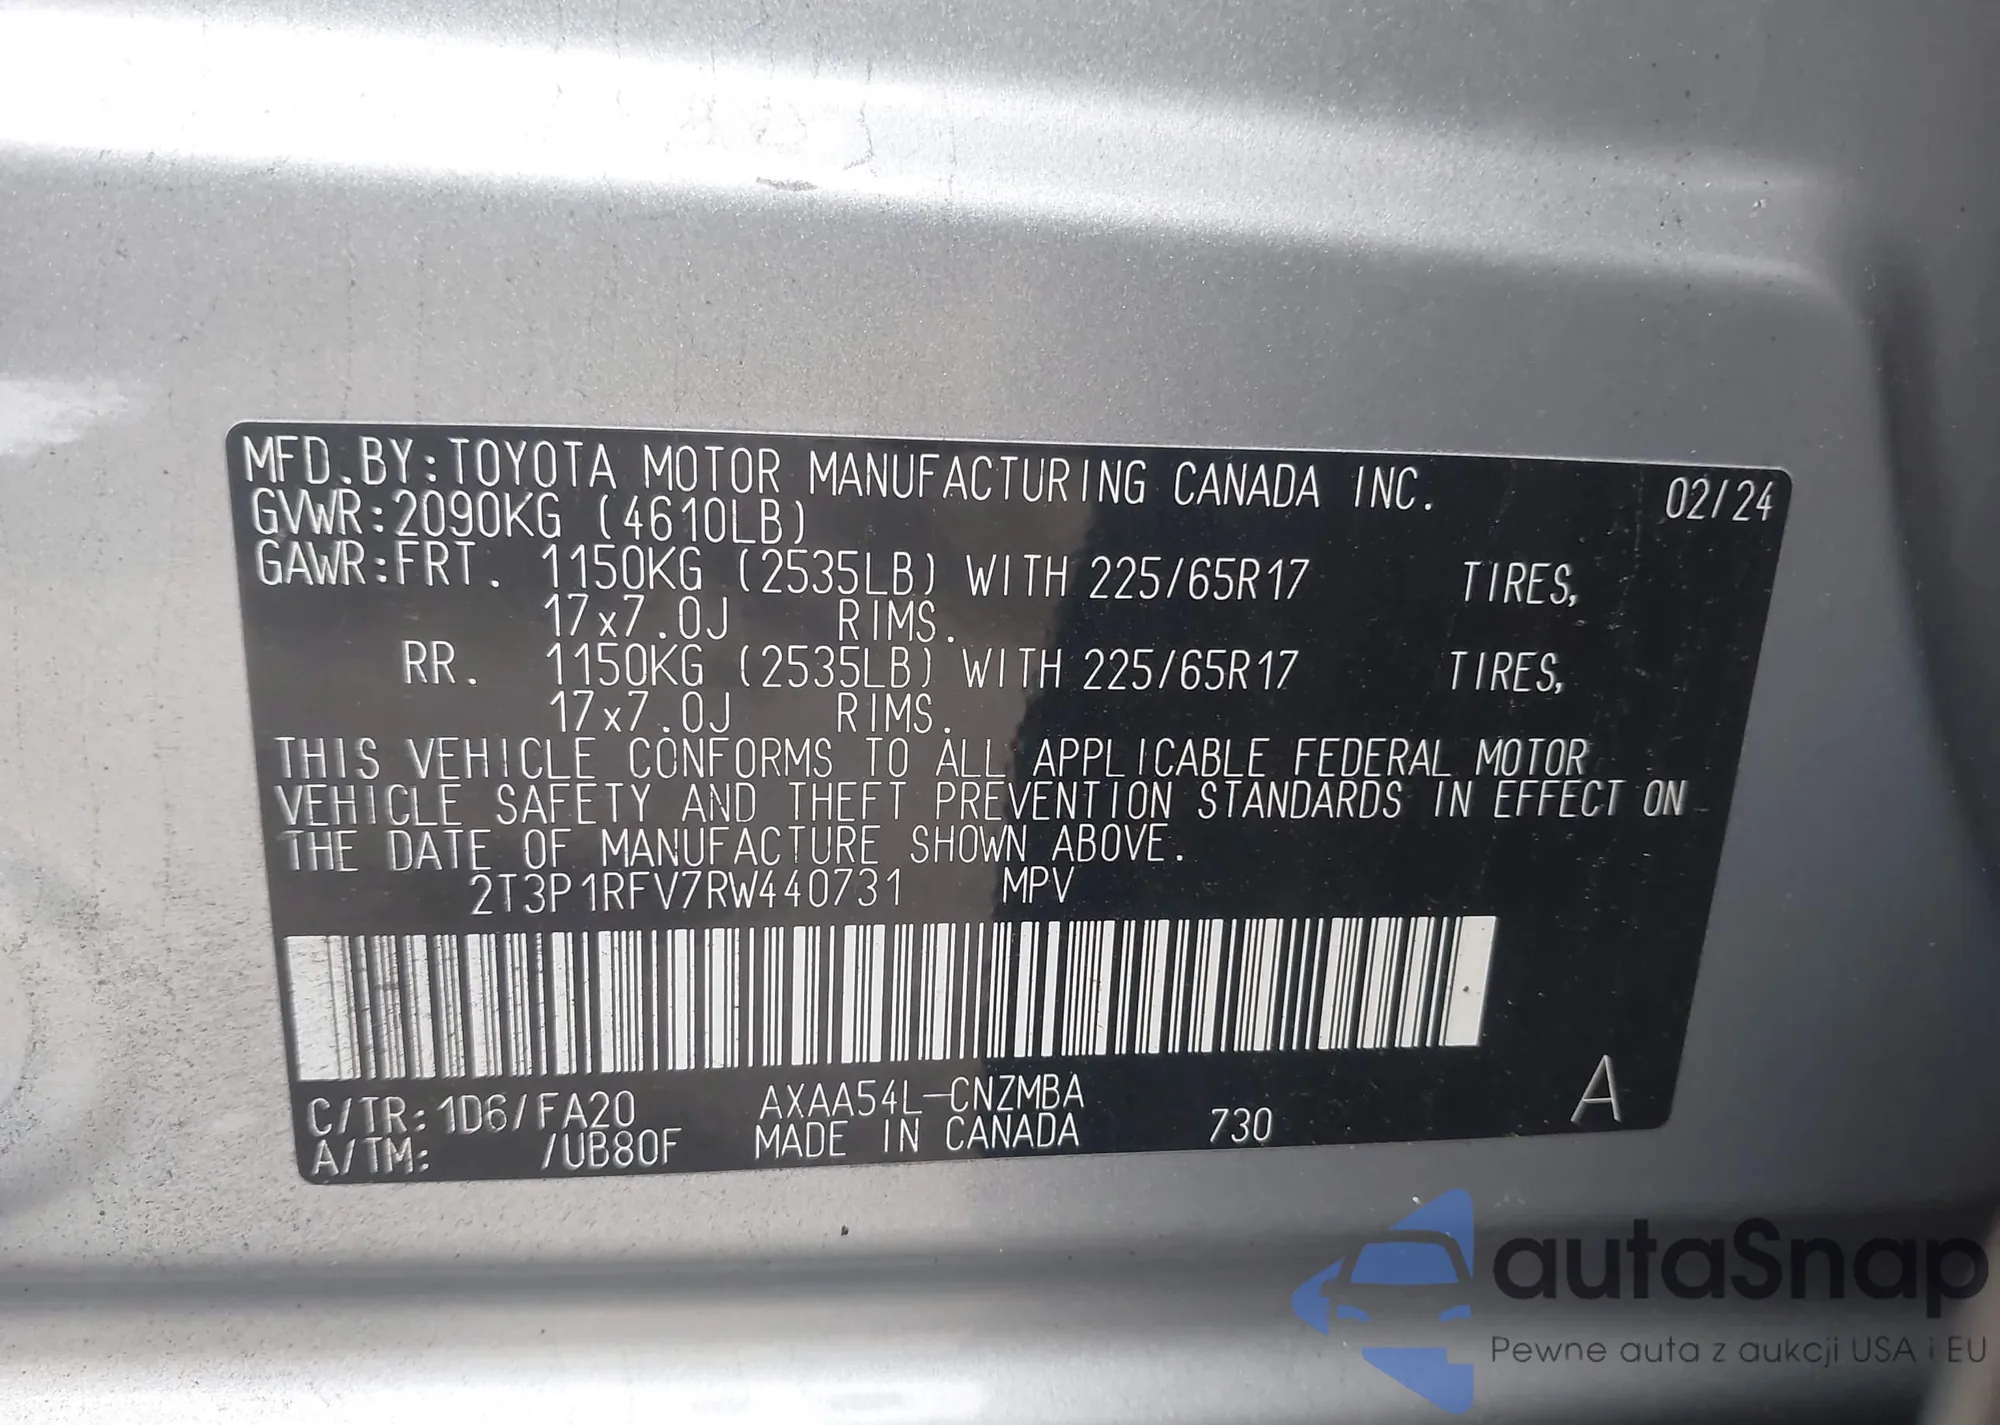 MFD.BY:TOYOTA MOTOR MANUFACTURING CANADA INC. 02/24
GVWR:2090KG (4610LB)
GAWR:FRT. 1150KG (2535LB) WITH 225/65R17 TIRES,
17x7.0J RIMS.
RR. 1150KG (2535LB) WITH 225/65R17 TIRES,
17x7.0J RIMS.
THIS VEHICLE CONFORMS TO ALL APPLICABLE FEDERAL MOTOR
VEHICLE SAFETY AND THEFT PREVENTION STANDARDS IN EFFECT ON
THE DATE OF MANUFACTURE SHOWN ABOVE.
2T3P1RFV7RW440731 MPV
C/TR:1D6/FA20 AXAA54L-CNZMBA A
A/TM: /UB80F MADE IN CANADA 730
autaSnap
Pewne auta z aukcji USA i EU